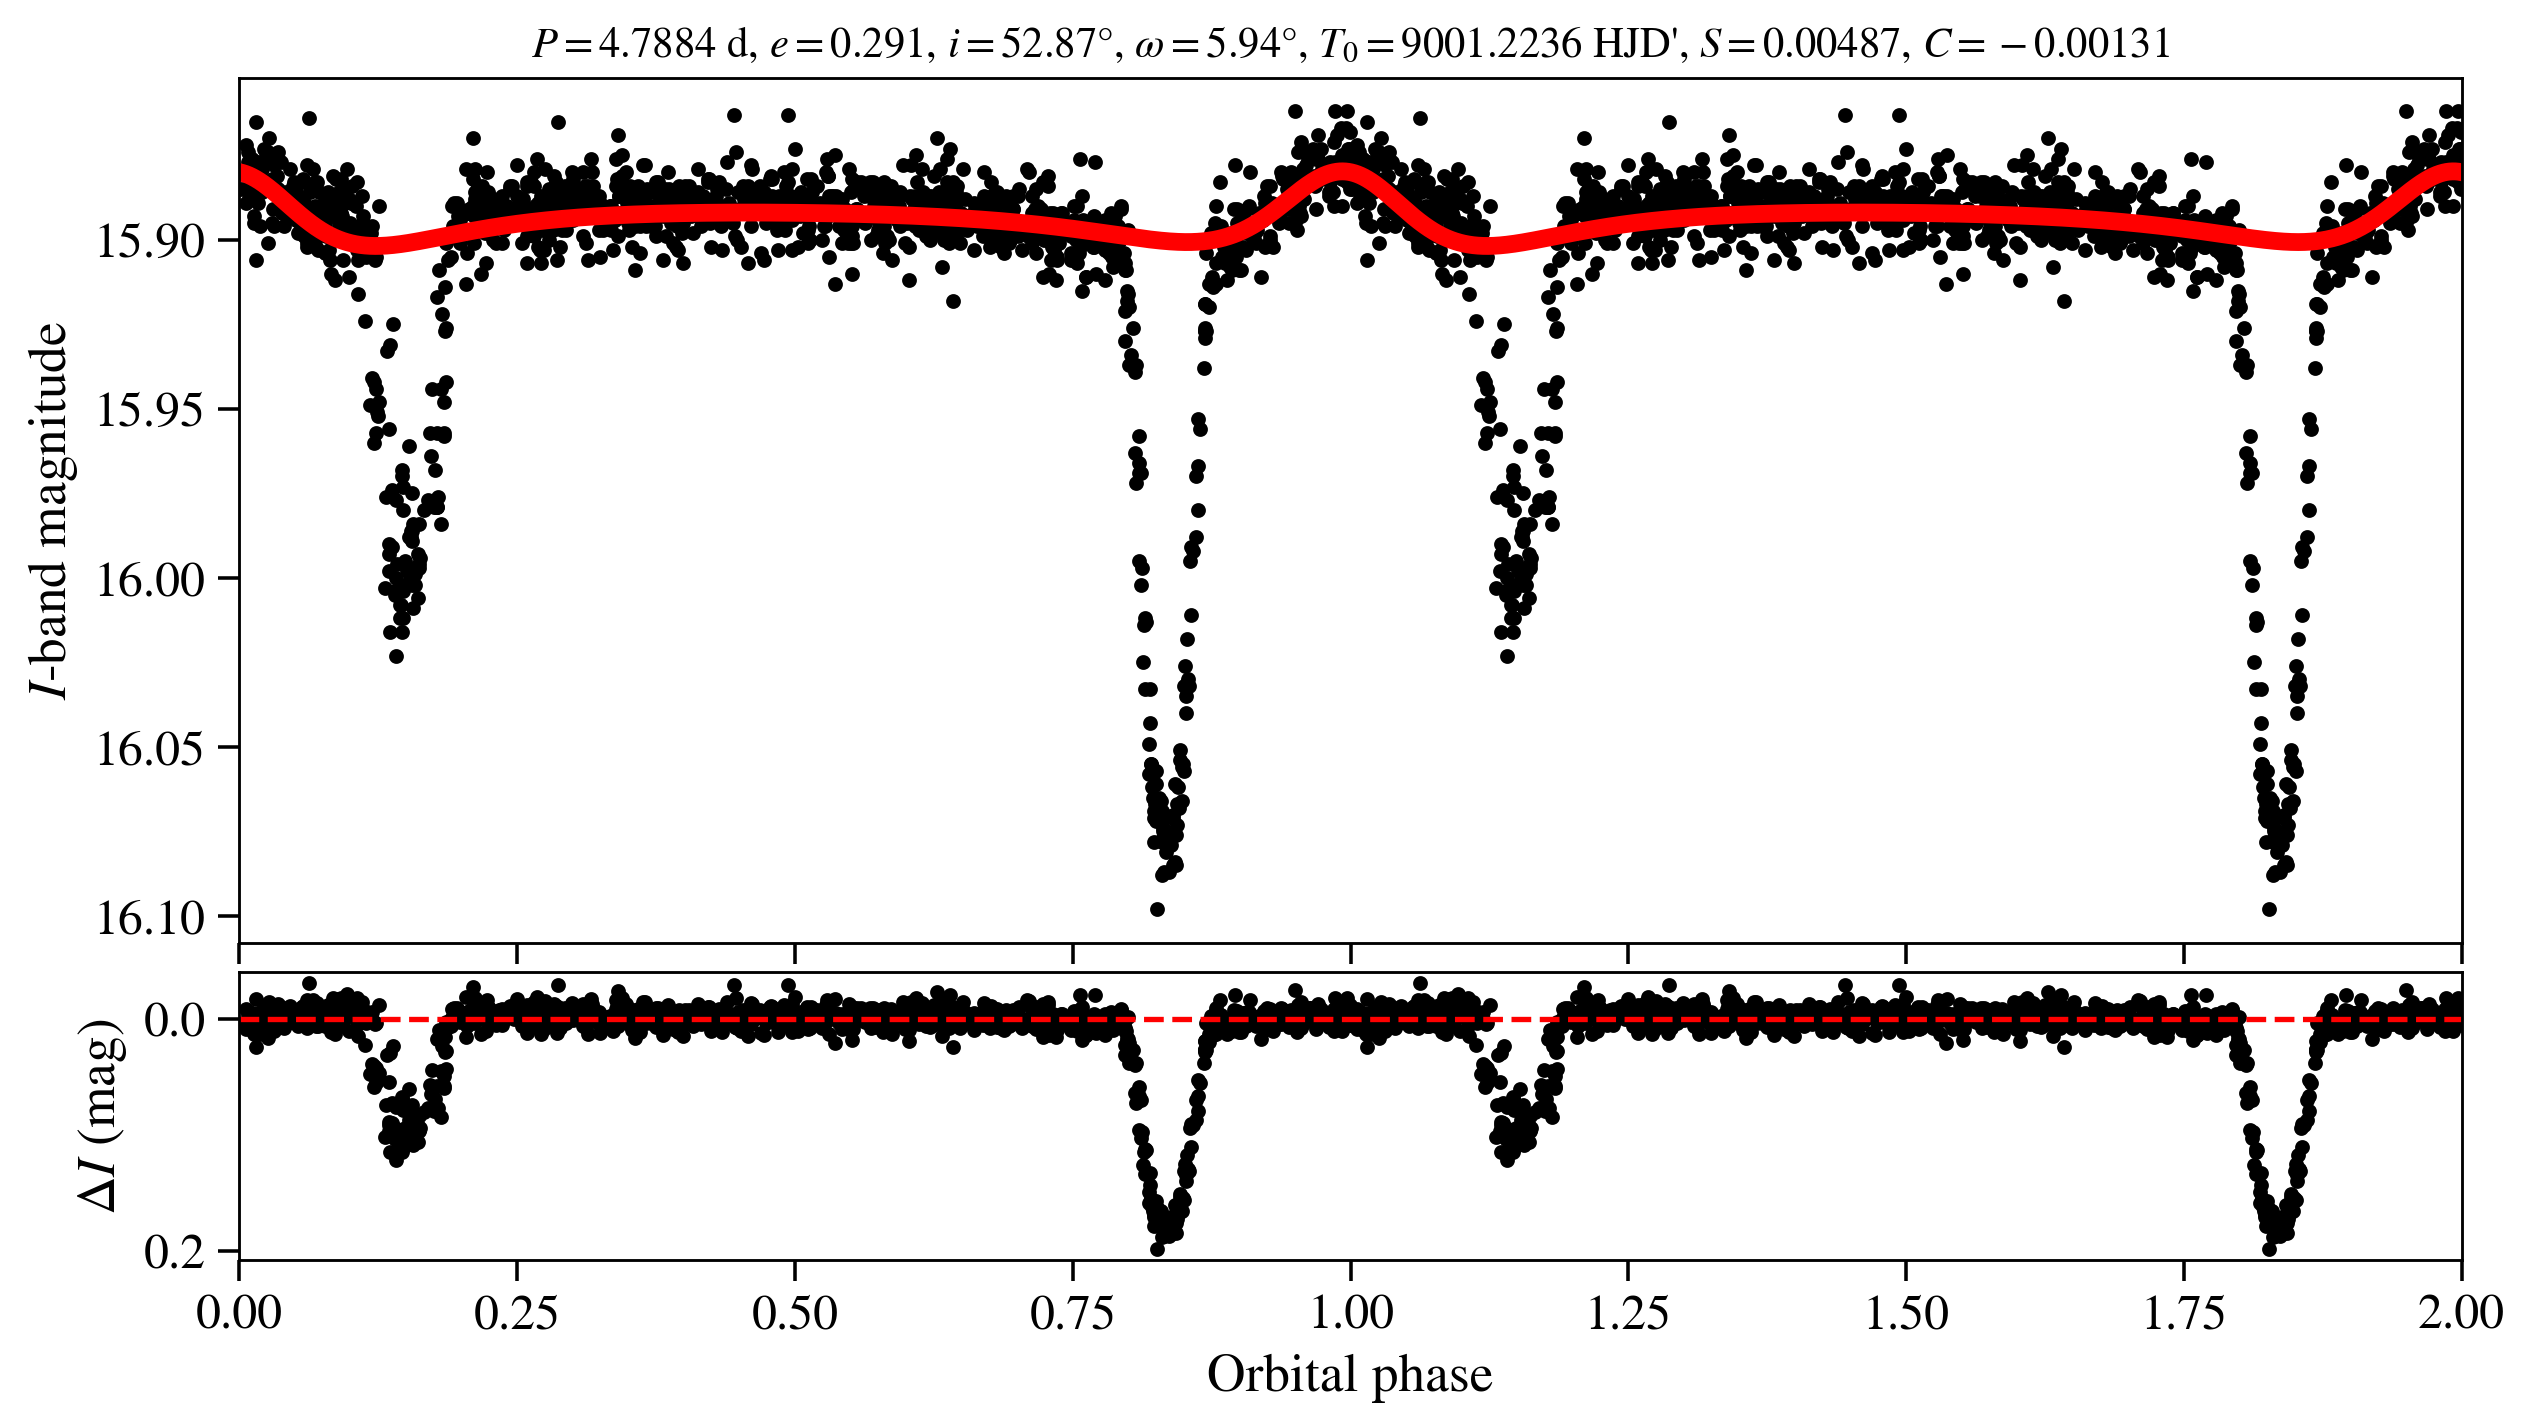 P = 4.7884 d, e = 0.291, i = 52.87°, ω = 5.94°, T₀ = 9001.2236 HJD', S = 0.00487, C = −0.00131
I-band magnitude
15.90
15.95
16.00
16.05
16.10
ΔI (mag)
0.0
0.2
0.00 0.25 0.50 0.75 1.00 1.25 1.50 1.75 2.00
Orbital phase